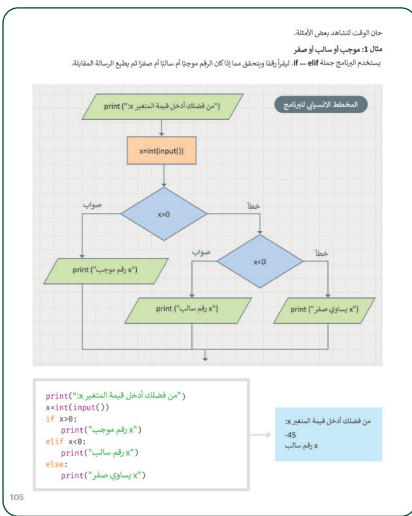 حان الوقت لتشاهد بعض الأمثلة.
مثال 1: موجب أو سالب أو صفر
يستخدم البرنامج جملة if ... elif. ليقرأ رقمًا ويتحقق مما إذا كان الرقم موجبًا أم سالبًا أم صفرًا ثم يطبع الرسالة المقابلة.
المخطط الانسيابي للبرنامج
print ("من فضلك أدخل قيمة المتغير x:")
x=int(input())
صواب
x>0
خطأ
print ("x رقم موجب")
صواب
x<0
خطأ
print ("x رقم سالب")
print ("x يساوي صفر")
print("من فضلك أدخل قيمة المتغير x:")
x=int(input())
if x>0:
print("x رقم موجب")
elif x<0:
print("x رقم سالب")
else:
print("x يساوي صفر")
من فضلك أدخل قيمة المتغير x:
-45
x رقم سالب
105